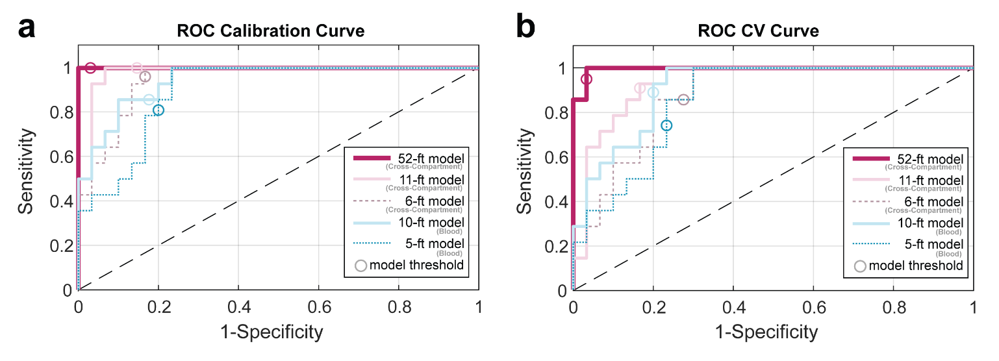 a
ROC Calibration Curve
Sensitivity
1
0.8
0.6
0.4
0.2
0
0 0.2 0.4 0.6 0.8 1
1-Specificity
52-ft model
(Cross-Compartment)
11-ft model
(Cross-Compartment)
6-ft model
(Cross-Compartment)
10-ft model
(Blood)
5-ft model
(Blood)
model threshold
b
ROC CV Curve
Sensitivity
1
0.8
0.6
0.4
0.2
0
0 0.2 0.4 0.6 0.8 1
1-Specificity
52-ft model
(Cross-Compartment)
11-ft model
(Cross-Compartment)
6-ft model
(Cross-Compartment)
10-ft model
(Blood)
5-ft model
(Blood)
model threshold